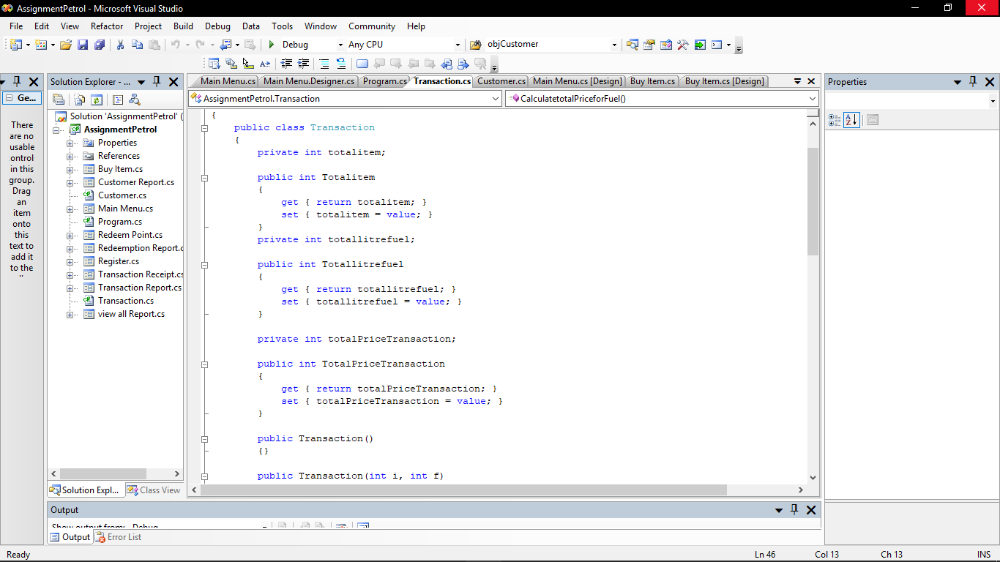 AssignmentPetrol - Microsoft Visual Studio
File Edit View Refactor Project Build Debug Data Tools Window Community Help
Debug Any CPU objCustomer
Ge...
There
are no
usable
in this
group.
Drag
an
item
onto
this
text to
add it
to the
Solution Explorer - ...
Solution 'AssignmentPetrol' (
AssignmentPetrol
Properties
References
Buy Item.cs
Customer Report.cs
Customer.cs
Main Menu.cs
Program.cs
Redeem Point.cs
Redeemption Report.c
Register.cs
Transaction Receipt.cs
Transaction Report.cs
Transaction.cs
view all Report.cs
Solution Expl... Class View
Main Menu.cs Main Menu.Designer.cs Program.cs Transaction.cs Customer.cs Main Menu.cs [Design] Buy Item.cs Buy Item.cs [Design]
AssignmentPetrol.Transaction CalculatetotalPriceforFuel()
{
public class Transaction
{
private int totalitem;
public int Totalitem
{
get { return totalitem; }
set { totalitem = value; }
}
private int totallitrefuel;
public int Totallitrefuel
{
get { return totallitrefuel; }
set { totallitrefuel = value; }
}
private int totalPriceTransaction;
public int TotalPriceTransaction
{
get { return totalPriceTransaction; }
set { totalPriceTransaction = value; }
}
public Transaction()
{}
public Transaction(int i, int f)
Properties
Output
Show output from: Debug
Output Error List
Ready Ln 46 Col 13 Ch 13 INS